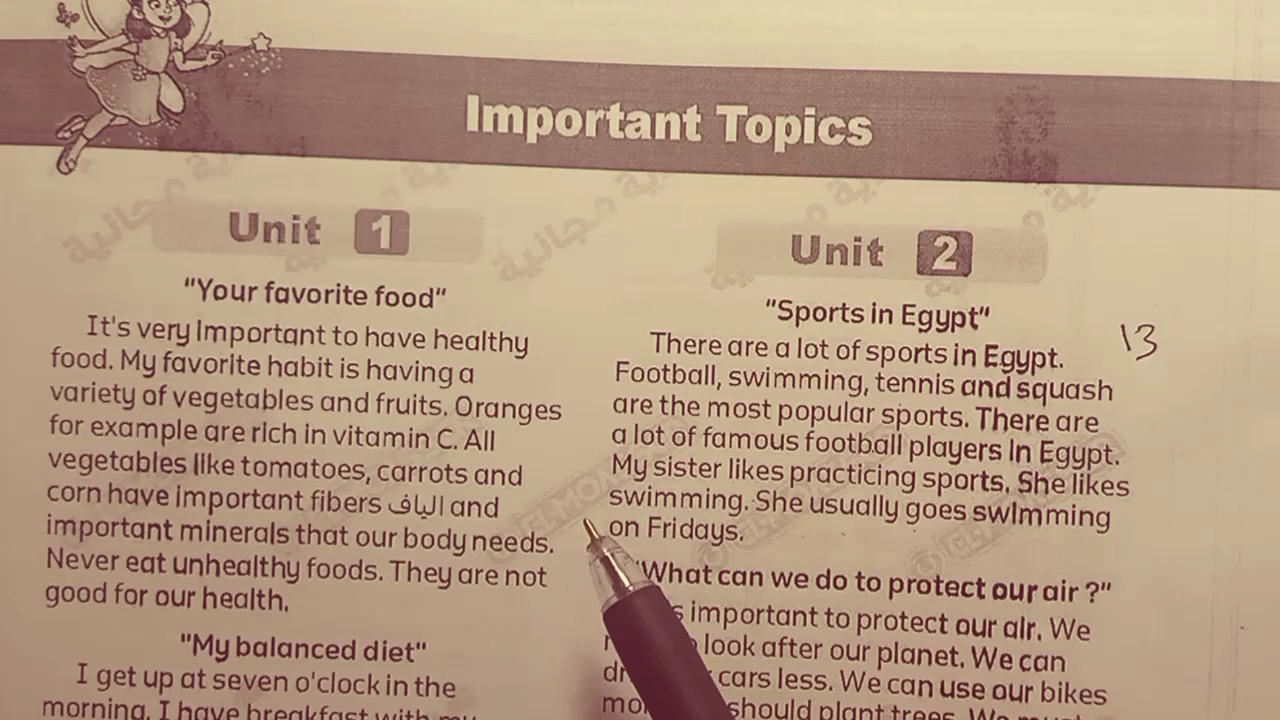 Important Topics
Unit 1
"Your favorite food"
It's very important to have healthy
food. My favorite habit is having a
variety of vegetables and fruits. Oranges
for example are rich in vitamin C. All
vegetables like tomatoes, carrots and
corn have important fibers الياف and
important minerals that our body needs.
Never eat unhealthy foods. They are not
good for our health.
"My balanced diet"
I get up at seven o'clock in the
morning. I have breakfast with my
Unit 2
"Sports in Egypt"
13
There are a lot of sports in Egypt.
Football, swimming, tennis and squash
are the most popular sports. There are
a lot of famous football players in Egypt.
My sister likes practicing sports. She likes
swimming. She usually goes swimming
on Fridays.
"What can we do to protect our air ?"
important to protect our air. We
look after our planet. We can
cars less. We can use our bikes
should plant trees. We must